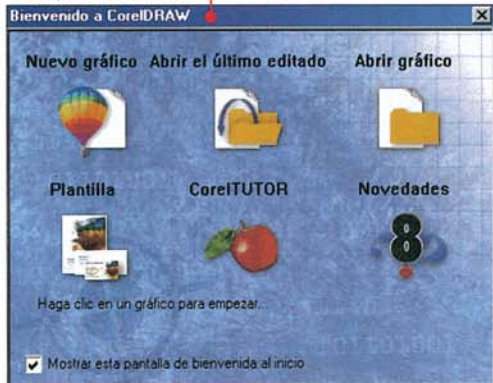 Bienvenido a CorelDRAW
Nuevo gráfico Abrir el último editado Abrir gráfico
Plantilla CorelTUTOR Novedades
8
Haga clic en un gráfico para empezar...
Mostrar esta pantalla de bienvenida al inicio